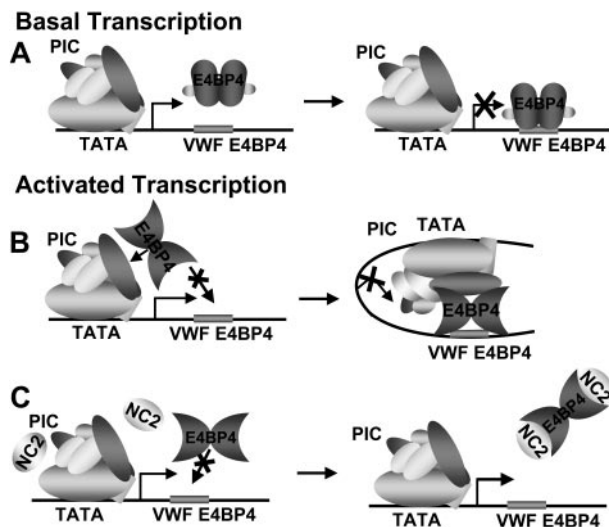 Basal Transcription
A
PIC
E4BP4
TATA
VWF E4BP4
PIC
E4BP4
TATA
VWF E4BP4
Activated Transcription
B
PIC
E4BP4
TATA
VWF E4BP4
PIC
TATA
E4BP4
VWF E4BP4
C
NC2
PIC
NC2
E4BP4
TATA
VWF E4BP4
PIC
NC2
E4BP4
NC2
TATA
VWF E4BP4